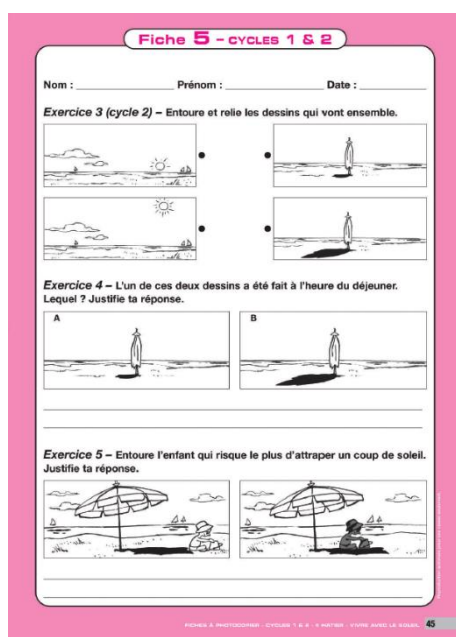 Fiche 5 – CYCLES 1 & 2
Nom : Prénom : Date :
Exercice 3 (cycle 2) – Entoure et relie les dessins qui vont ensemble.
Exercice 4 – L'un de ces deux dessins a été fait à l'heure du déjeuner.
Lequel ? Justifie ta réponse.
A B
Exercice 5 – Entoure l'enfant qui risque le plus d'attraper un coup de soleil.
Justifie ta réponse.
FICHES À PHOTOCOPIER - CYCLES 1 & 2 - VIVRE AVEC LE SOLEIL 45